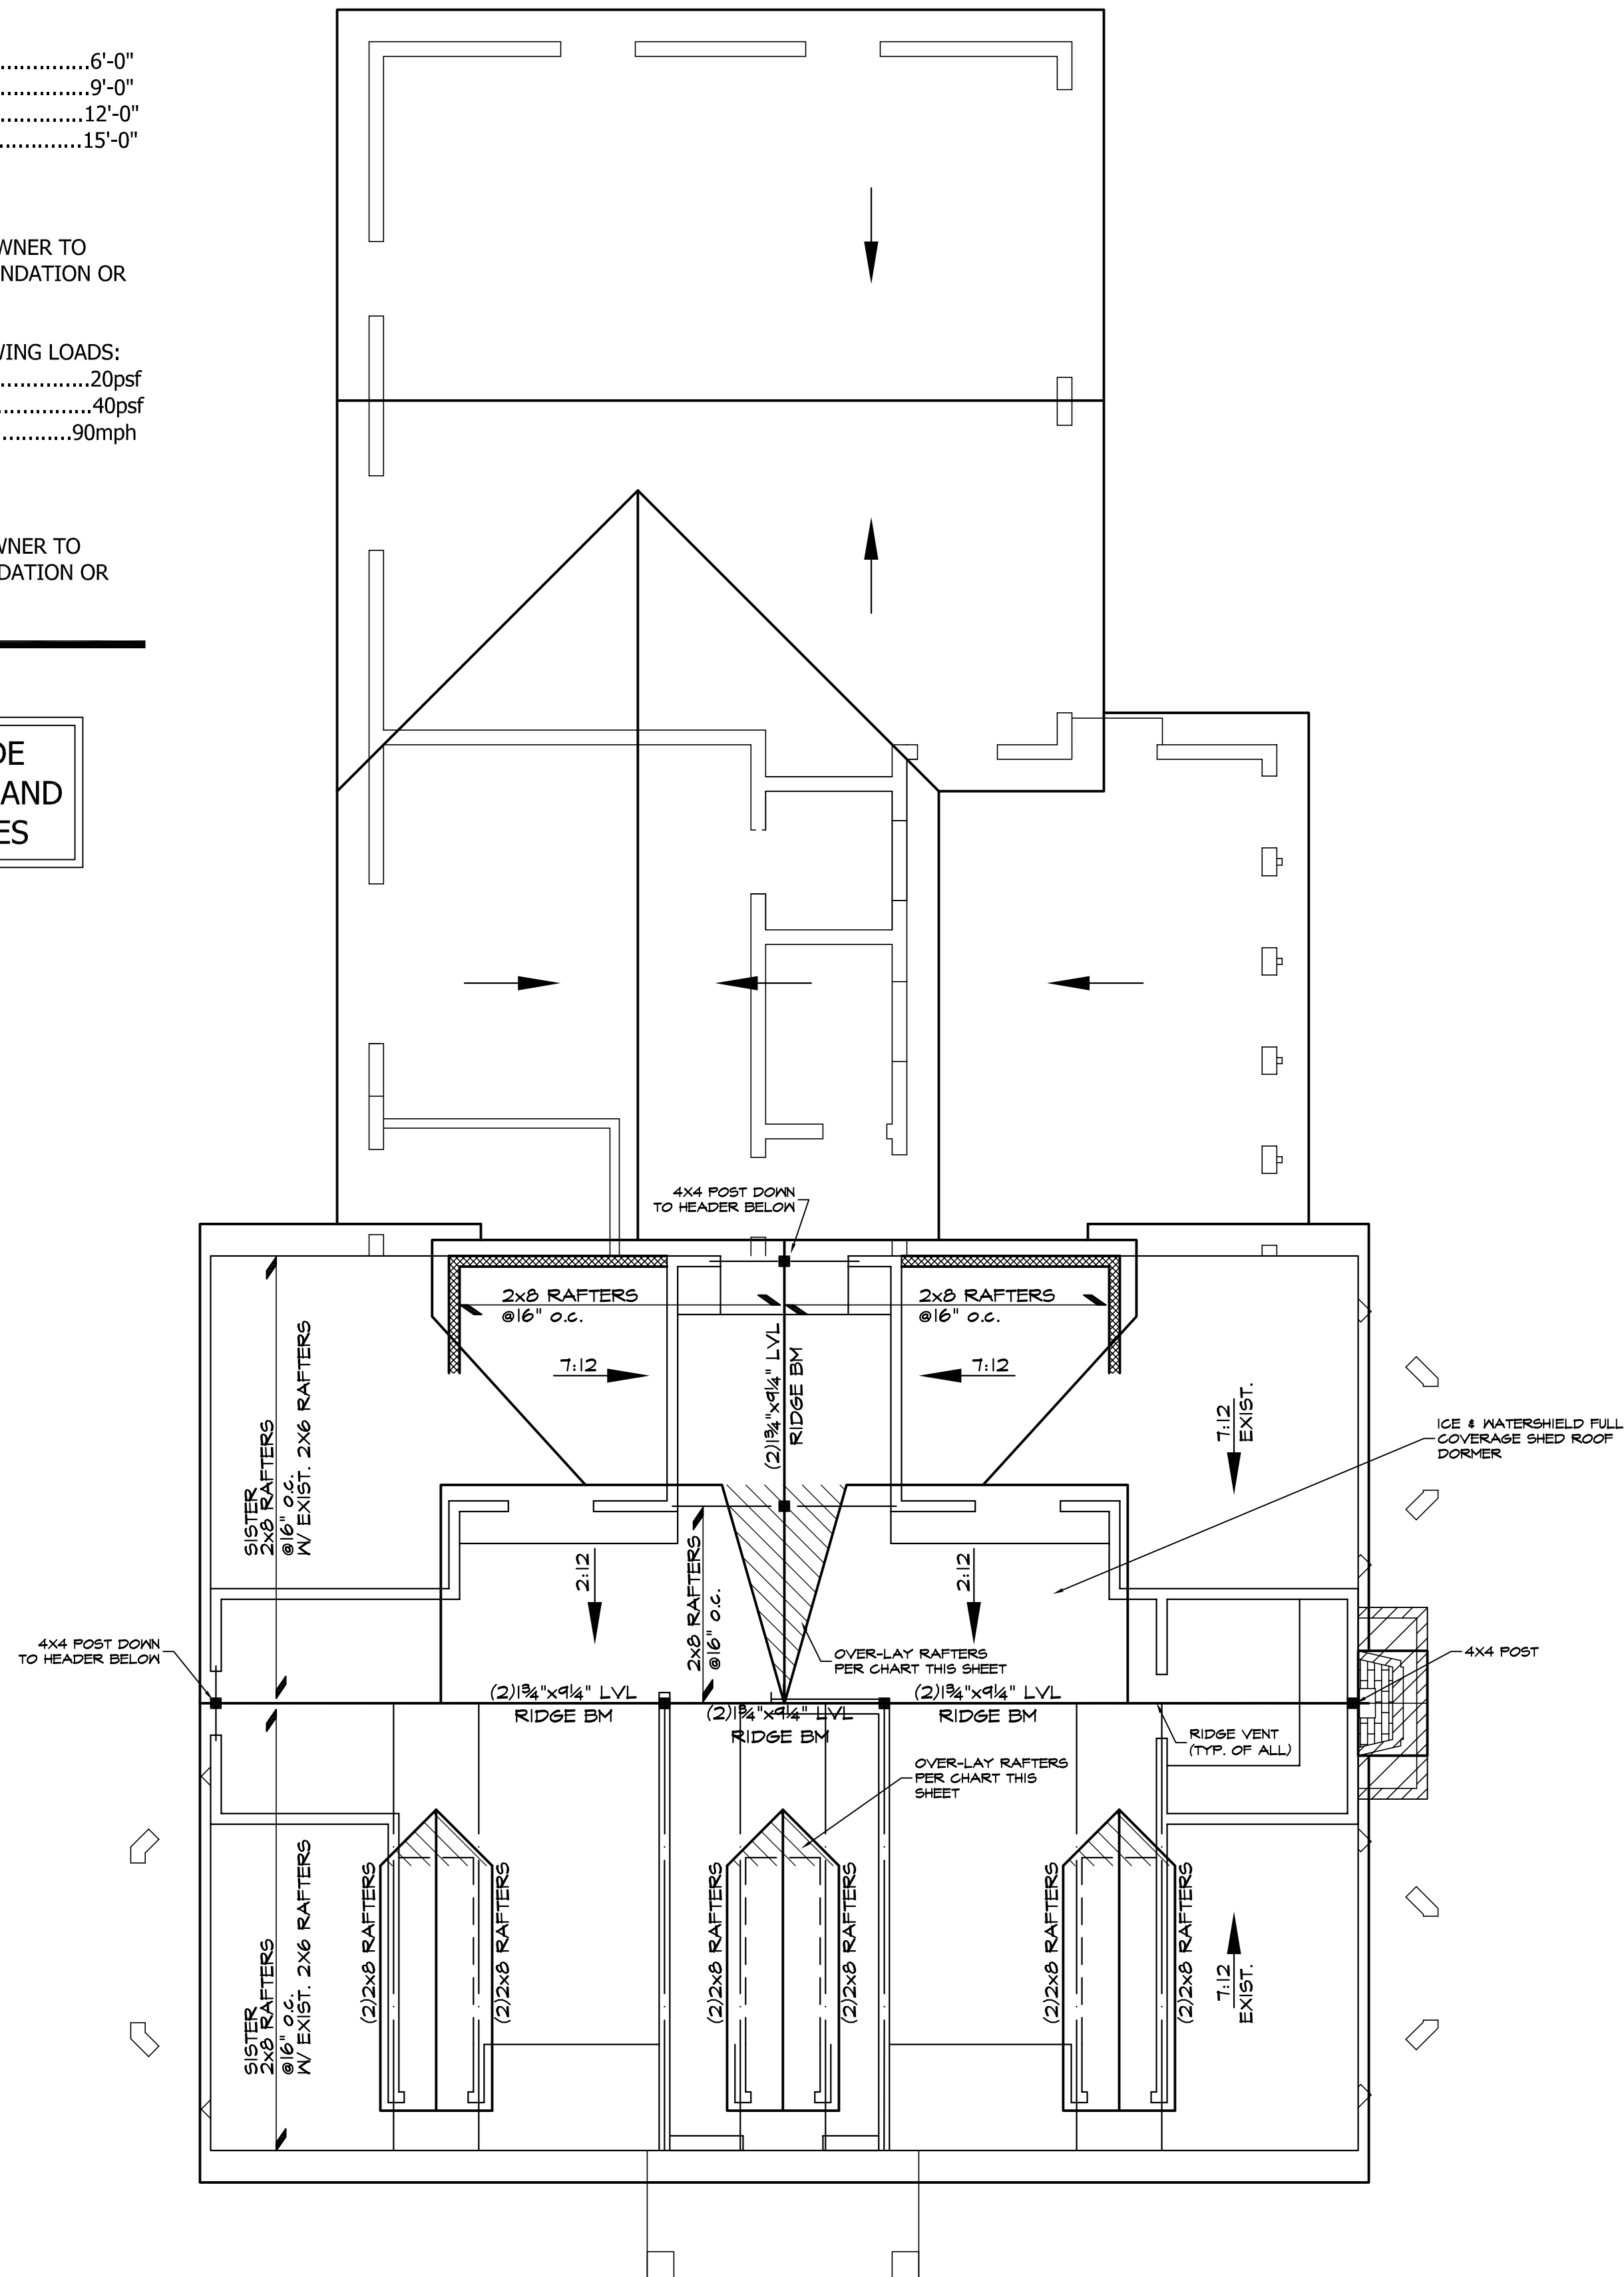 ....................6'-0"
....................9'-0"
...................12'-0"
..................15'-0"
WNER TO
NDATION OR
WING LOADS:
....................20psf
....................40psf
................90mph
WNER TO
DATION OR
DE
AND
ES
4X4 POST DOWN
TO HEADER BELOW
2x8 RAFTERS
@16" O.C.
2x8 RAFTERS
@16" O.C.
7:12
7:12
(2)1¾"x9¼" LVL
RIDGE BM
7:12
EXIST.
ICE & WATERSHIELD FULL
COVERAGE SHED ROOF
DORMER
SISTER
2x8 RAFTERS
@16" O.C.
W/ EXIST. 2X6 RAFTERS
2:12
2x8 RAFTERS
@16" O.C.
2:12
4X4 POST DOWN
TO HEADER BELOW
OVER-LAY RAFTERS
PER CHART THIS SHEET
4X4 POST
(2)1¾"x9¼" LVL
RIDGE BM
(2)1¾"x9¼" LVL
RIDGE BM
(2)1¾"x9¼" LVL
RIDGE BM
RIDGE VENT
(TYP. OF ALL)
OVER-LAY RAFTERS
PER CHART THIS
SHEET
SISTER
2x8 RAFTERS
@16" O.C.
W/ EXIST. 2X6 RAFTERS
(2)2x8 RAFTERS
(2)2x8 RAFTERS
(2)2x8 RAFTERS
(2)2x8 RAFTERS
(2)2x8 RAFTERS
(2)2x8 RAFTERS
7:12
EXIST.